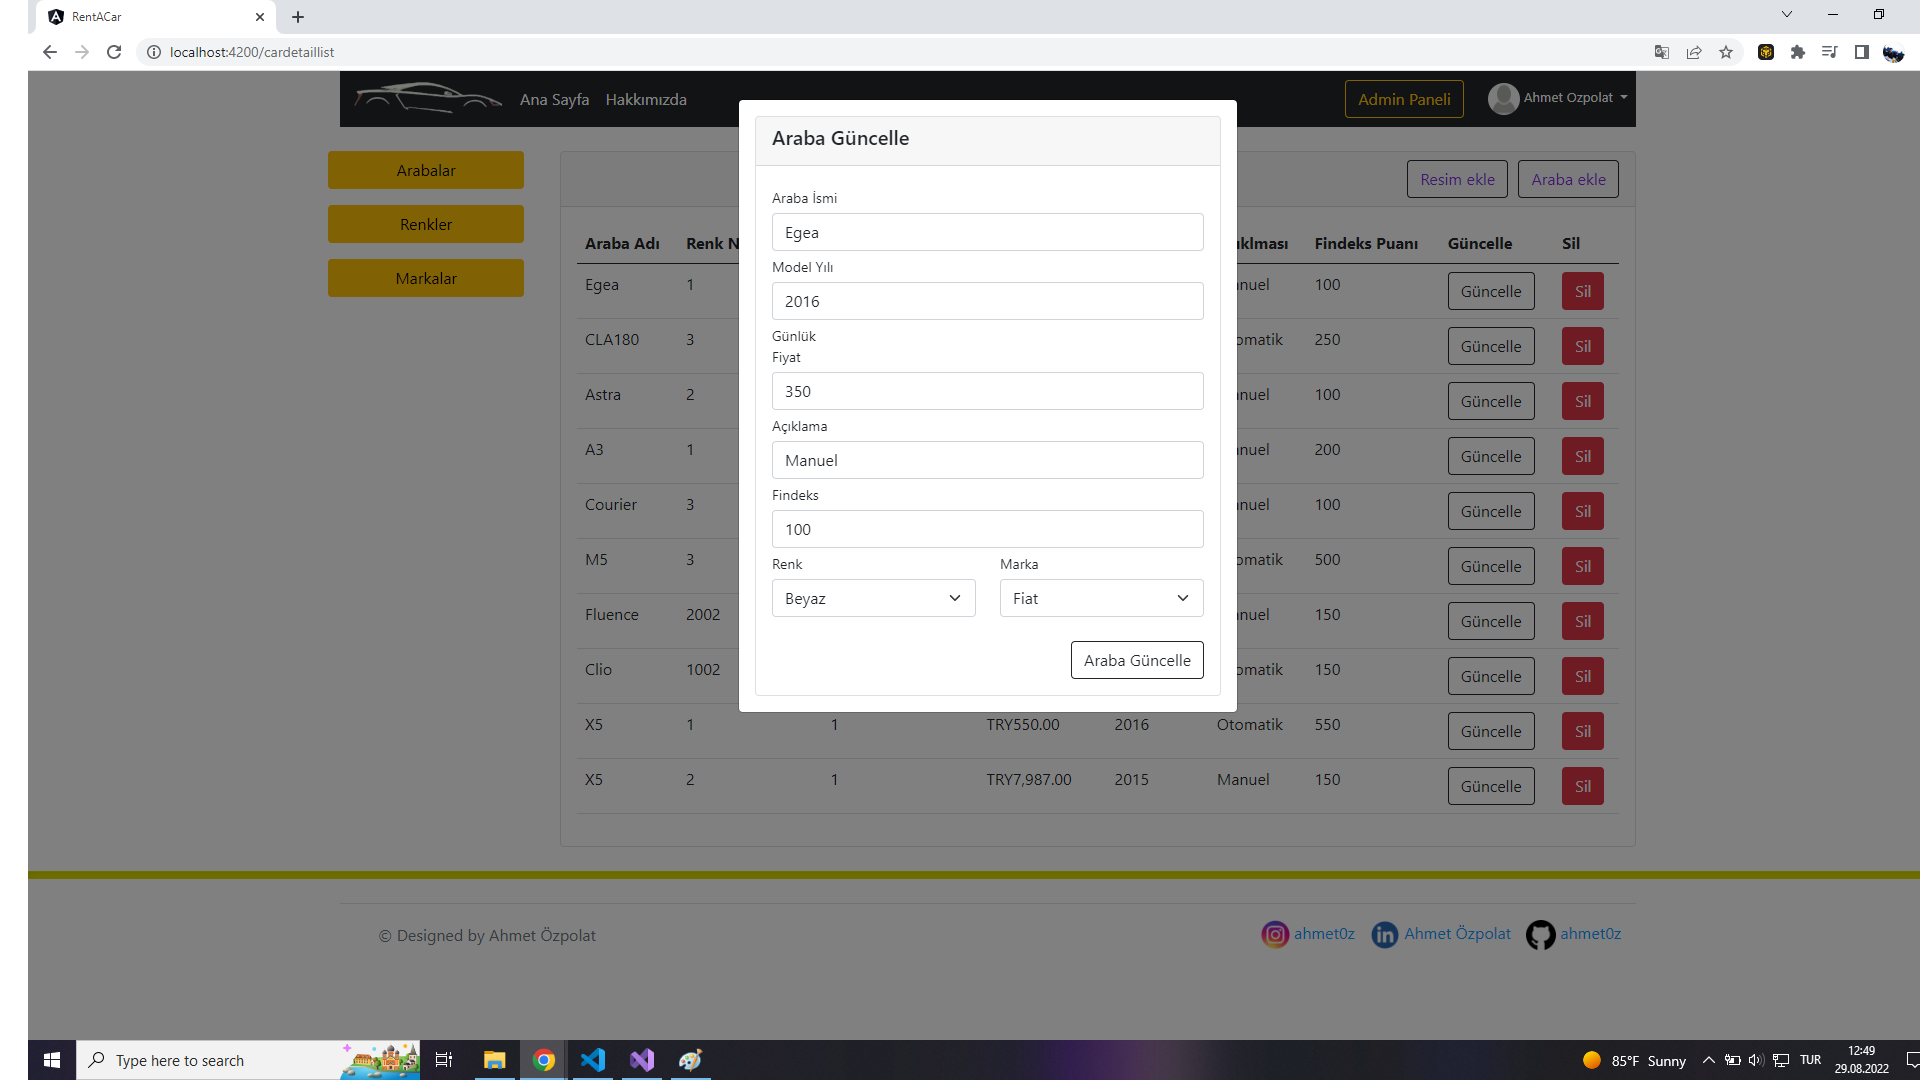 RentACar
localhost:4200/cardetaillist
Ana Sayfa Hakkımızda Admin Paneli Ahmet Ozpolat
Arabalar
Renkler
Markalar
Resim ekle Araba ekle
Araba Adı Renk N ıklması Findeks Puanı Güncelle Sil
Egea 1 nuel 100 Güncelle Sil
CLA180 3 omatik 250 Güncelle Sil
Astra 2 nuel 100 Güncelle Sil
A3 1 nuel 200 Güncelle Sil
Courier 3 nuel 100 Güncelle Sil
M5 3 omatik 500 Güncelle Sil
Fluence 2002 nuel 150 Güncelle Sil
Clio 1002 omatik 150 Güncelle Sil
X5 1 1 TRY550.00 2016 Otomatik 550 Güncelle Sil
X5 2 1 TRY7,987.00 2015 Manuel 150 Güncelle Sil
Araba Güncelle
Araba İsmi
Egea
Model Yılı
2016
Günlük
Fiyat
350
Açıklama
Manuel
Findeks
100
Renk Marka
Beyaz Fiat
Araba Güncelle
© Designed by Ahmet Özpolat ahmet0z Ahmet Özpolat ahmet0z
Type here to search
85°F Sunny TUR 12:49
29.08.2022